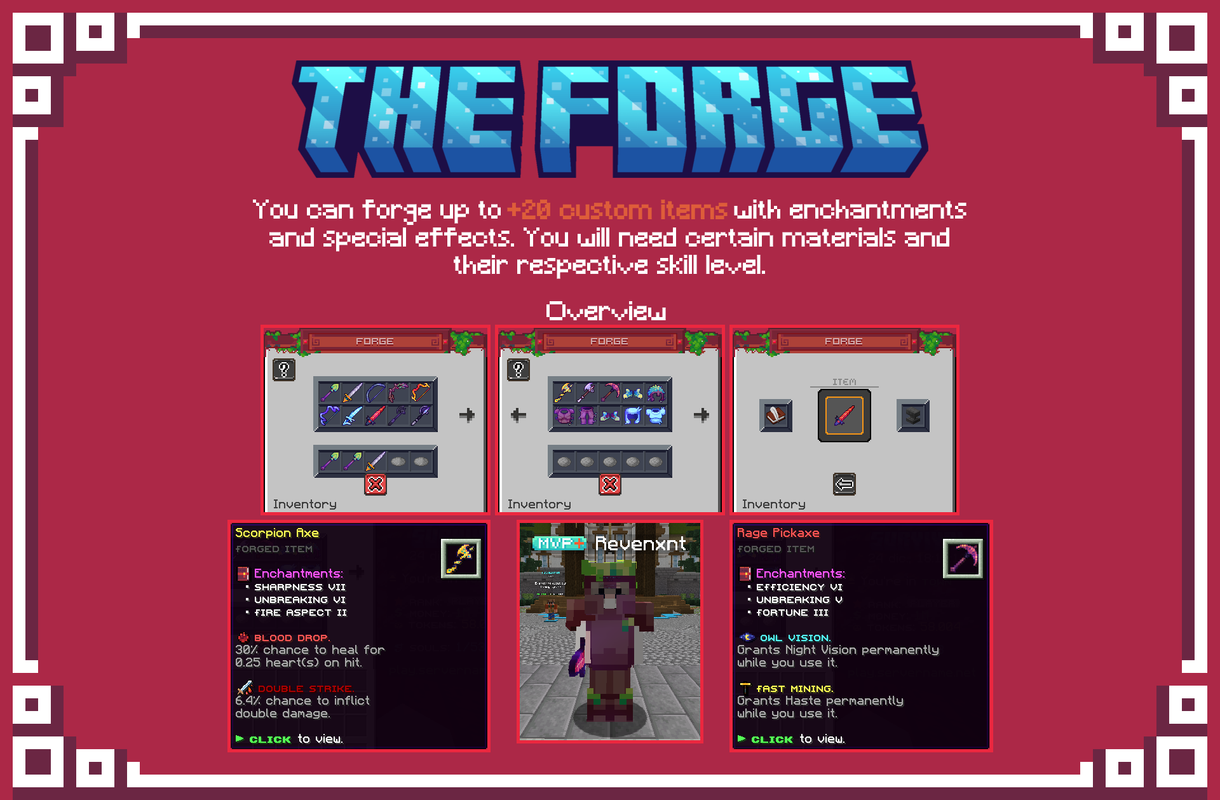 THE FORGE
You can forge up to +20 custom items with enchantments
and special effects. You will need certain materials and
their respective skill level.
Overview
FORGE
?
Inventory
FORGE
?
Inventory
FORGE
ITEM
Inventory
Scorpion Axe
FORGED ITEM
Enchantments:
• SHARPNESS VII
• UNBREAKING VI
• FIRE ASPECT II
BLOOD DROP.
30% chance to heal for
0.25 heart(s) on hit.
DOUBLE STRIKE.
6.4% chance to inflict
double damage.
► CLICK to view.
MVP+ Revenxnt
Rage Pickaxe
FORGED ITEM
Enchantments:
• EFFICIENCY VI
• UNBREAKING V
• FORTUNE III
OWL VISION.
Grants Night Vision permanently
while you use it.
FAST MINING.
Grants Haste permanently
while you use it.
► CLICK to view.